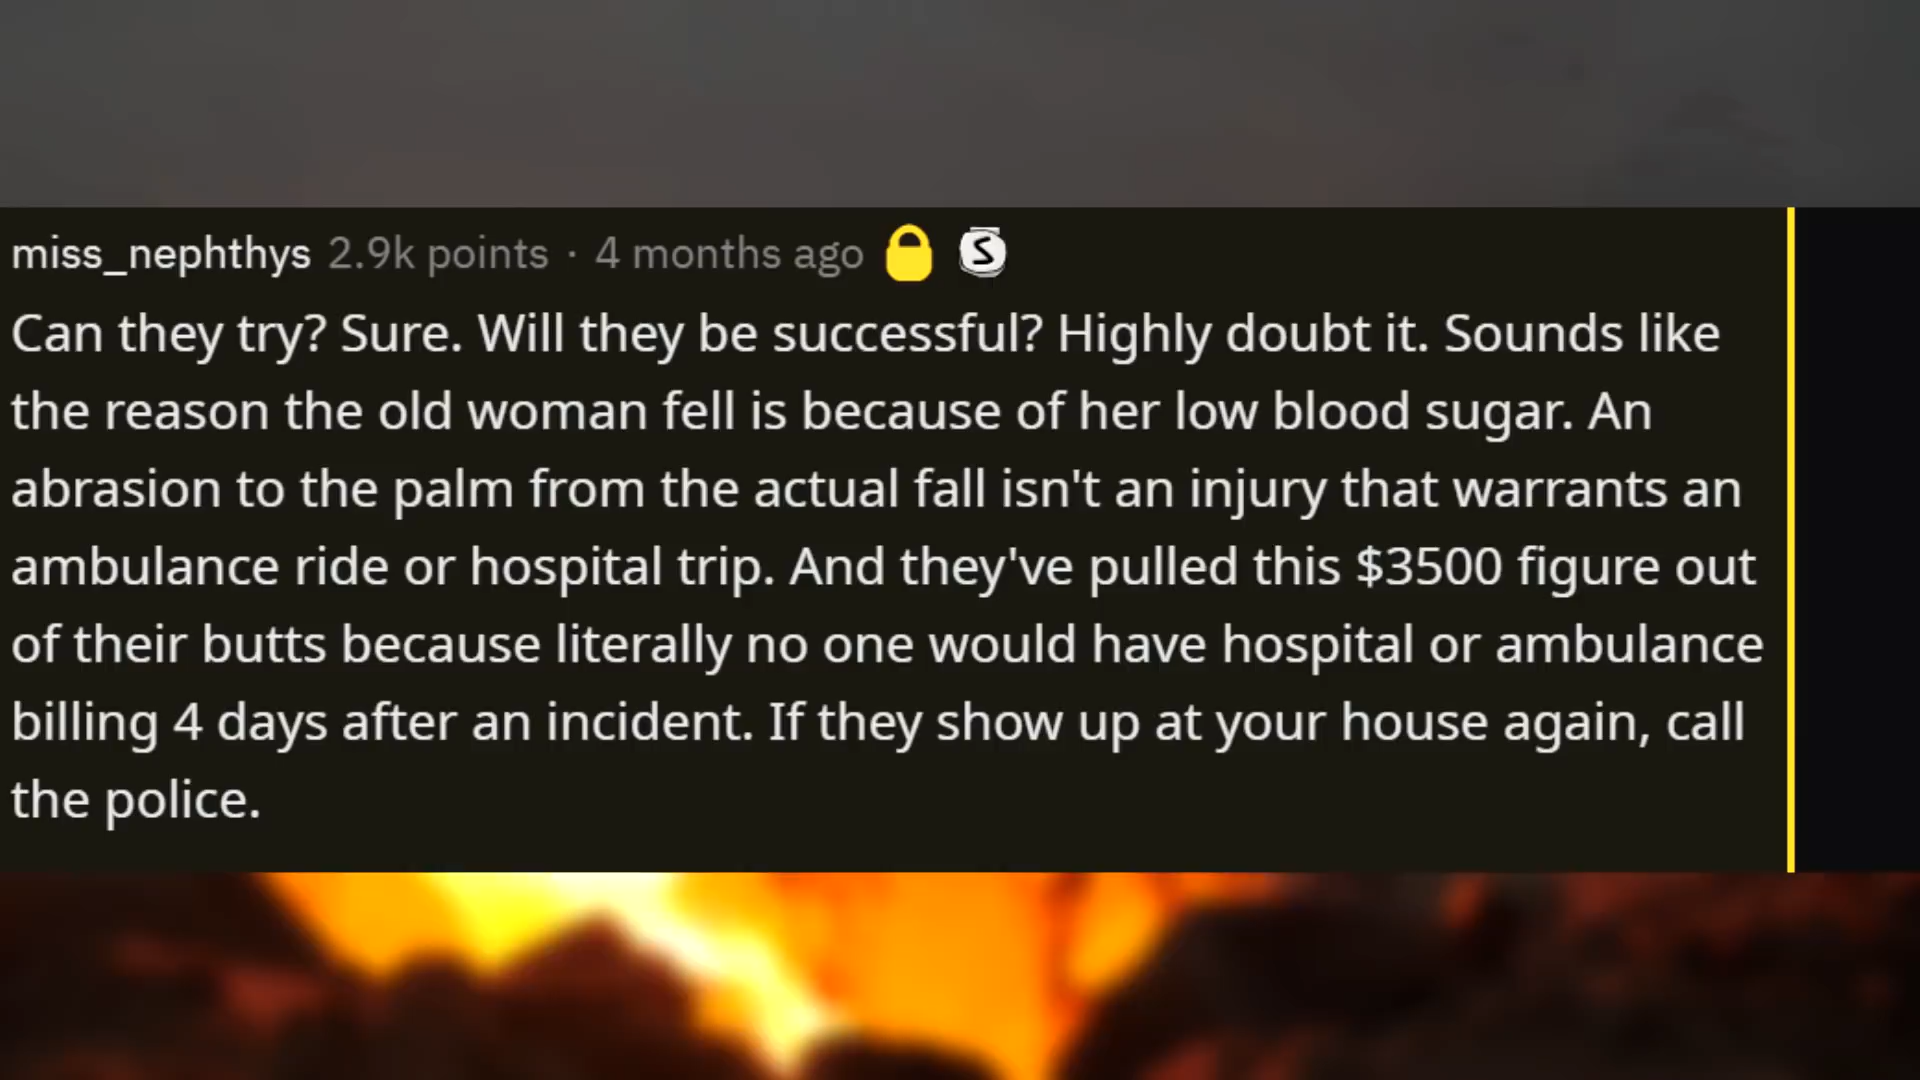 miss_nephthys 2.9k points · 4 months ago S
Can they try? Sure. Will they be successful? Highly doubt it. Sounds like
the reason the old woman fell is because of her low blood sugar. An
abrasion to the palm from the actual fall isn't an injury that warrants an
ambulance ride or hospital trip. And they've pulled this $3500 figure out
of their butts because literally no one would have hospital or ambulance
billing 4 days after an incident. If they show up at your house again, call
the police.